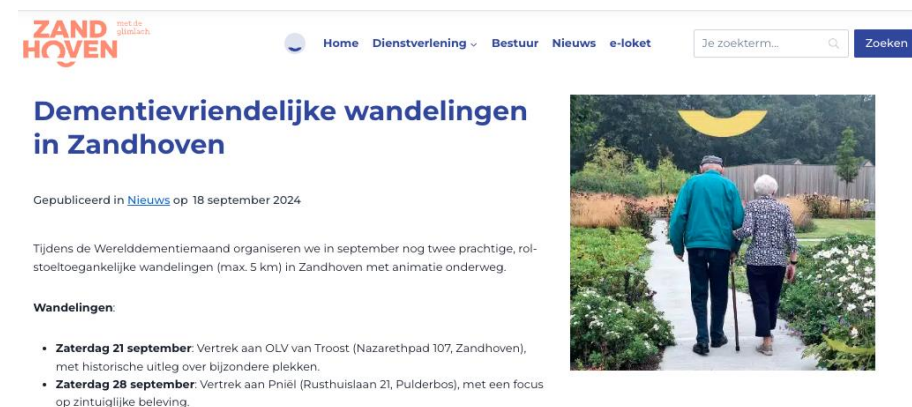 ZAND
HOVEN
met:de
glimlach
Home Dienstverlening Bestuur Nieuws e-loket
Je zoekterm...
Zoeken
Dementievriendelijke wandelingen
in Zandhoven
Gepubliceerd in Nieuws op 18 september 2024
Tijdens de Werelddementiemaand organiseren we in september nog twee prachtige, rol-
stoeltoegankelijke wandelingen (max. 5 km) in Zandhoven met animatie onderweg.
Wandelingen:
• Zaterdag 21 september: Vertrek aan OLV van Troost (Nazarethpad 107, Zandhoven),
met historische uitleg over bijzondere plekken.
• Zaterdag 28 september: Vertrek aan Pniël (Rusthuislaan 21, Pulderbos), met een focus
op zintuiglijke beleving.